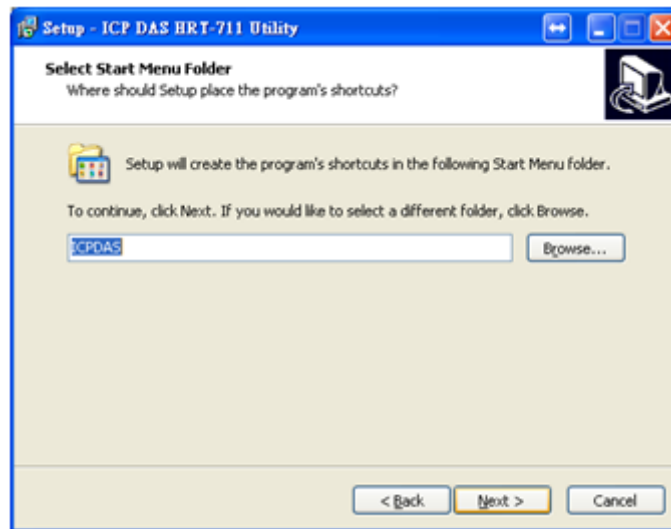 Setup - ICP DAS HRT-711 Utility
Select Start Menu Folder
Where should Setup place the program's shortcuts?
Setup will create the program's shortcuts in the following Start Menu folder.
To continue, click Next. If you would like to select a different folder, click Browse.
ICPDAS
Browse...
< Back
Next >
Cancel